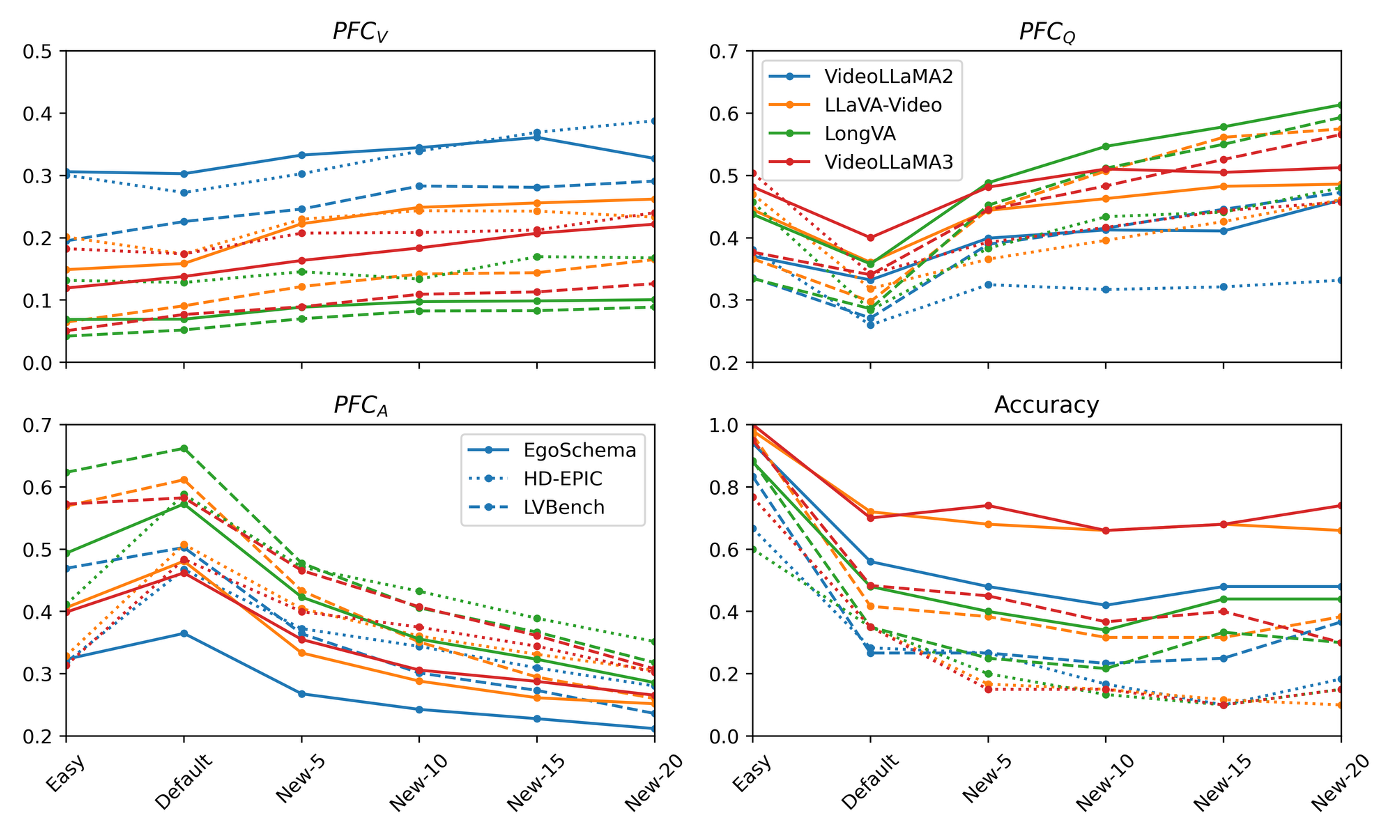 PFC_V
0.5
0.4
0.3
0.2
0.1
0.0
PFC_Q
0.7
0.6
0.5
0.4
0.3
0.2
VideoLLaMA2
LLaVA-Video
LongVA
VideoLLaMA3
PFC_A
0.7
0.6
0.5
0.4
0.3
0.2
EgoSchema
HD-EPIC
LVBench
Easy
Default
New-5
New-10
New-15
New-20
Accuracy
1.0
0.8
0.6
0.4
0.2
0.0
Easy
Default
New-5
New-10
New-15
New-20